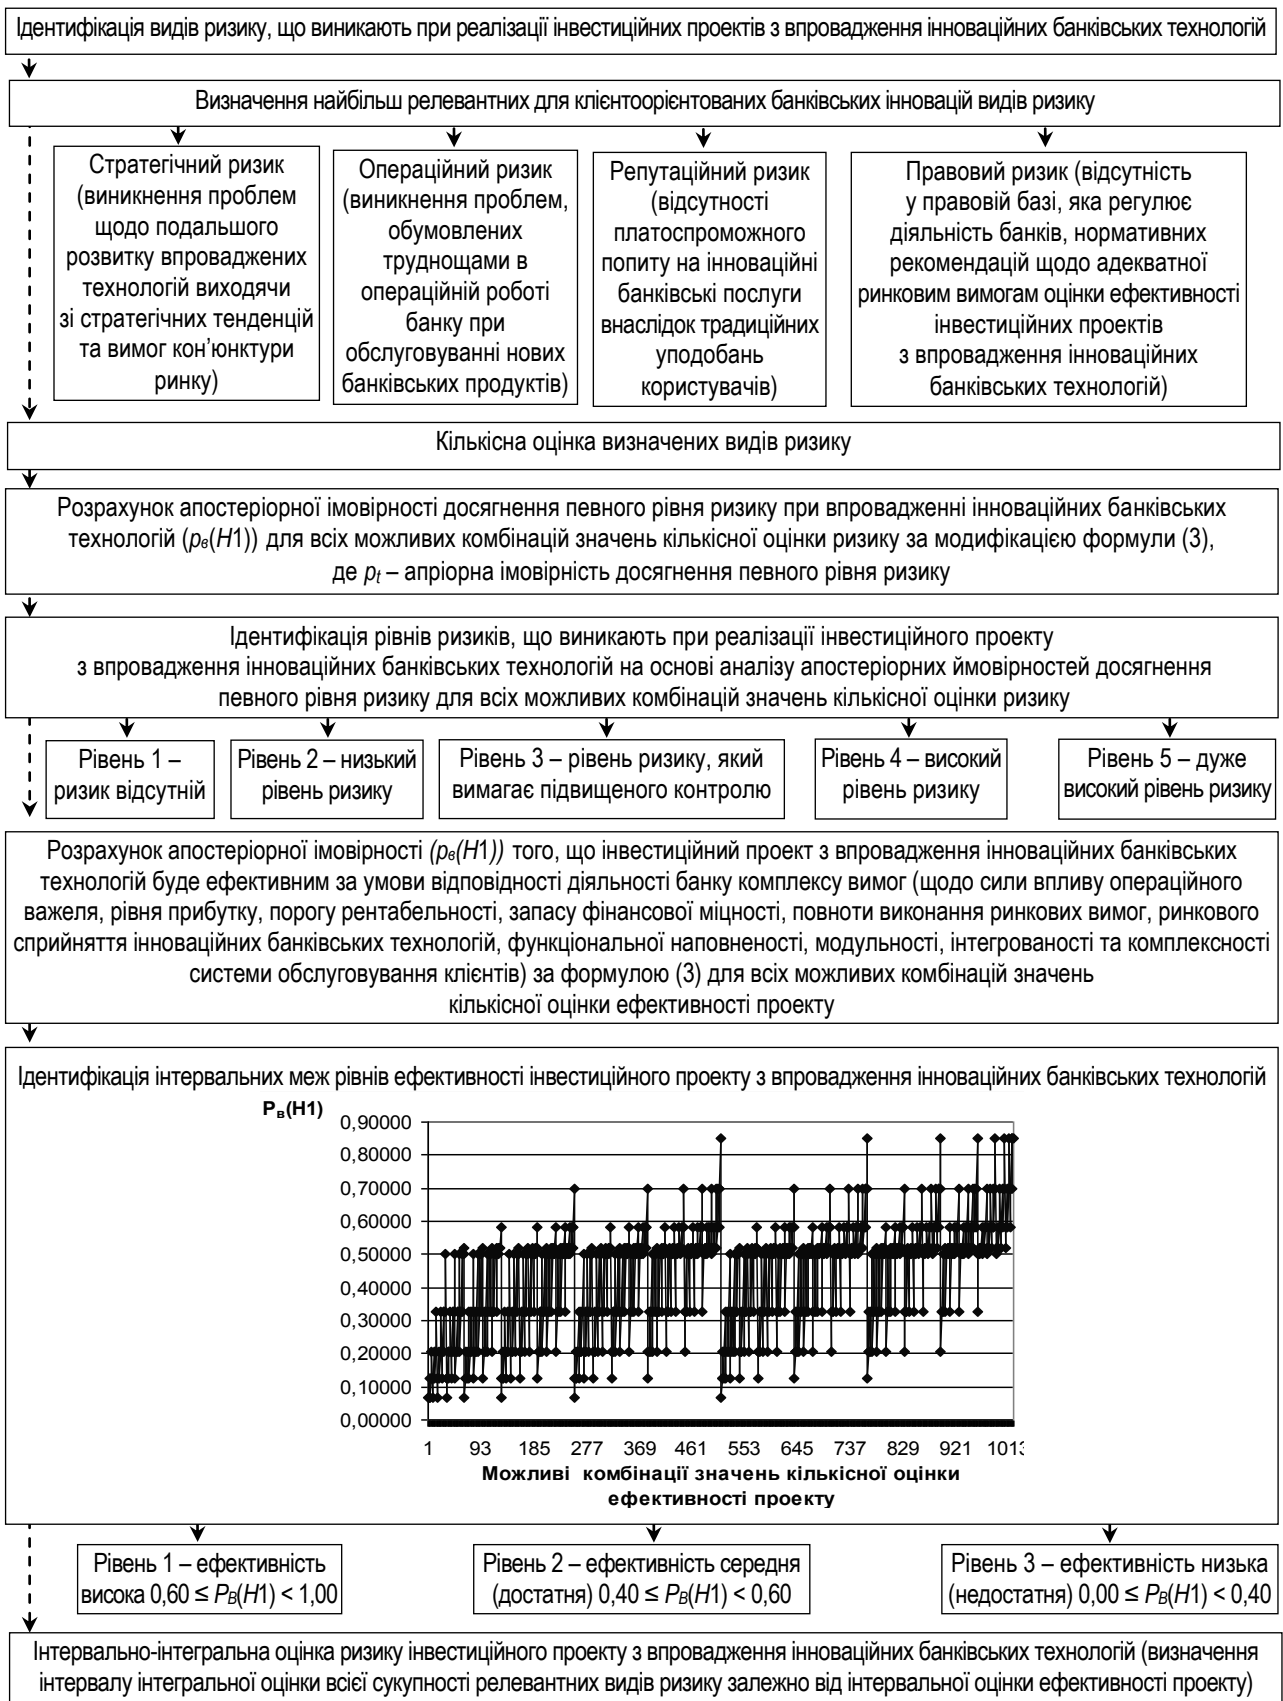 Ідентифікація видів ризику, що виникають при реалізації інвестиційних проектів з впровадження інноваційних банківських технологій
Визначення найбільш релевантних для клієнтоорієнтованих банківських інновацій видів ризику
Стратегічний ризик
(виникнення проблем
щодо подальшого
розвитку впроваджених
технологій виходячи
зі стратегічних тенденцій
та вимог кон’юнктури
ринку)
Операційний ризик
(виникнення проблем,
обумовлених
труднощами в
операційній роботі
банку при
обслуговуванні нових
банківських продуктів)
Репутаційний ризик
(відсутності
платоспроможного
попиту на інноваційні
банківські послуги
внаслідок традиційних
уподобань
користувачів)
Правовий ризик (відсутність
у правовій базі, яка регулює
діяльність банків, нормативних
рекомендацій щодо адекватної
ринковим вимогам оцінки ефективності
інвестиційних проектів
з впровадження інноваційних
банківських технологій)
Кількісна оцінка визначених видів ризику
Розрахунок апостеріорної імовірності досягнення певного рівня ризику при впровадженні інноваційних банківських
технологій (pв(H1)) для всіх можливих комбінацій значень кількісної оцінки ризику за модифікацією формули (3),
де pt – апріорна імовірність досягнення певного рівня ризику
Ідентифікація рівнів ризиків, що виникають при реалізації інвестиційного проекту
з впровадження інноваційних банківських технологій на основі аналізу апостеріорних ймовірностей досягнення
певного рівня ризику для всіх можливих комбінацій значень кількісної оцінки ризику
Рівень 1 –
ризик відсутній
Рівень 2 – низький
рівень ризику
Рівень 3 – рівень ризику, який
вимагає підвищеного контролю
Рівень 4 – високий
рівень ризику
Рівень 5 – дуже
високий рівень ризику
Розрахунок апостеріорної імовірності (pв(H1)) того, що інвестиційний проект з впровадження інноваційних банківських
технологій буде ефективним за умови відповідності діяльності банку комплексу вимог (щодо сили впливу операційного
важеля, рівня прибутку, порогу рентабельності, запасу фінансової міцності, повноти виконання ринкових вимог, ринкового
сприйняття інноваційних банківських технологій, функціональної наповненості, модульності, інтегрованості та комплексності
системи обслуговування клієнтів) за формулою (3) для всіх можливих комбінацій значень
кількісної оцінки ефективності проекту
Ідентифікація інтервальних меж рівнів ефективності інвестиційного проекту з впровадження інноваційних банківських технологій
Pв(H1)
0,90000
0,80000
0,70000
0,60000
0,50000
0,40000
0,30000
0,20000
0,10000
0,00000
1 93 185 277 369 461 553 645 737 829 921 1013
Можливі комбінації значень кількісної оцінки
ефективності проекту
Рівень 1 – ефективність
висока 0,60 ≤ PВ(H1) < 1,00
Рівень 2 – ефективність середня
(достатня) 0,40 ≤ PВ(H1) < 0,60
Рівень 3 – ефективність низька
(недостатня) 0,00 ≤ PВ(H1) < 0,40
Інтервально-інтегральна оцінка ризику інвестиційного проекту з впровадження інноваційних банківських технологій (визначення
інтервалу інтегральної оцінки всієї сукупності релевантних видів ризику залежно від інтервальної оцінки ефективності проекту)